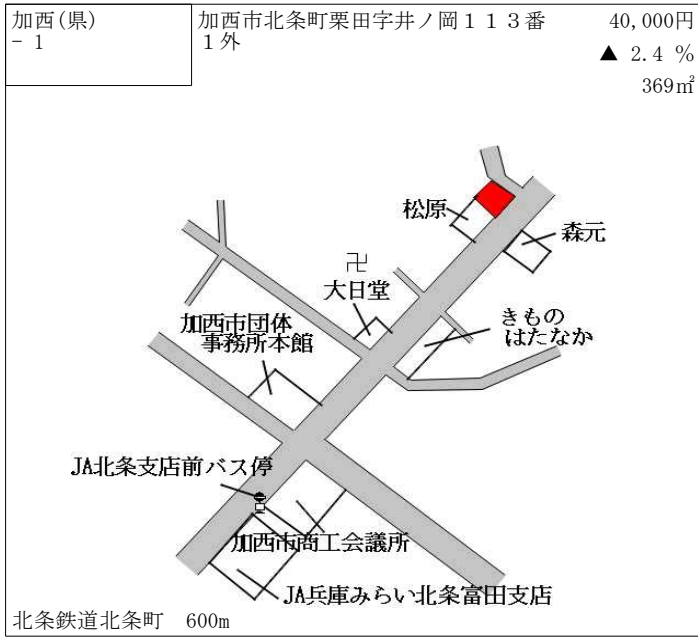 加西(県)
- 1
加西市北条町栗田字井ノ岡１１３番
１外
40,000円
▲ 2.4 %
369㎡
松原
森元
卍
大日堂
きもの
はたなか
加西市団体
事務所本館
JA北条支店前バス停
加西市商工会議所
JA兵庫みらい北条富田支店
北条鉄道北条町　600m